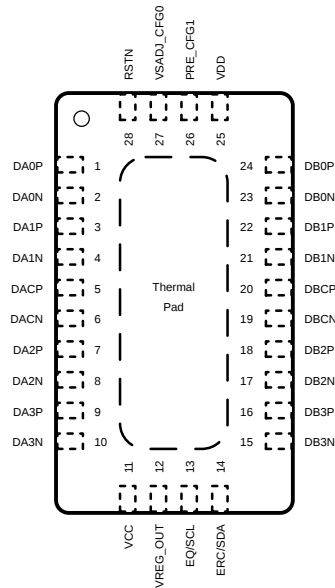 RSTN VSADJ_CFG0 PRE_CFG1 VDD
28 27 26 25
DA0P 1 24 DB0P
DA0N 2 23 DB0N
DA1P 3 22 DB1P
DA1N 4 21 DB1N
DACP 5 20 DBCP
DACN 6 19 DBCN
DA2P 7 18 DB2P
DA2N 8 17 DB2N
DA3P 9 16 DB3P
DA3N 10 15 DB3N
Thermal
Pad
11 12 13 14
VCC VREG_OUT EQ/SCL ERC/SDA